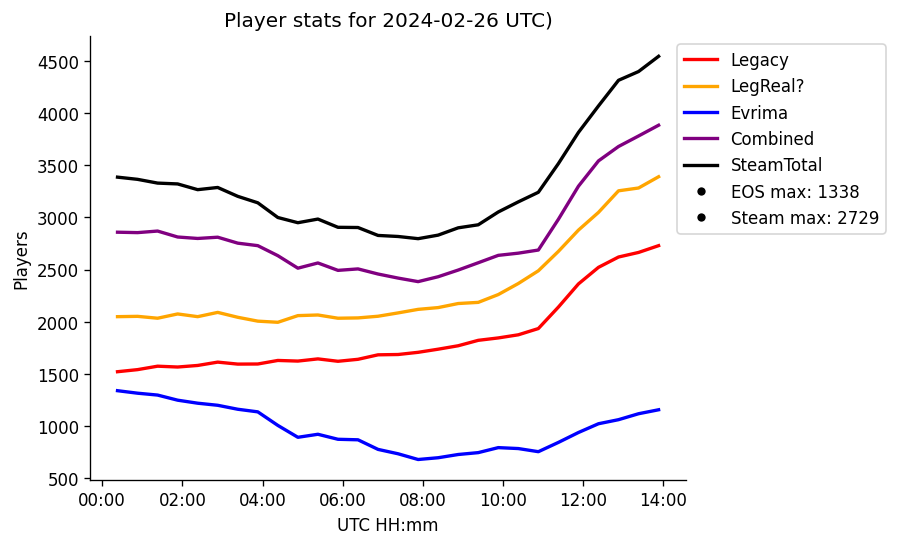 Player stats for 2024-02-26 UTC)
Players
4500
4000
3500
3000
2500
2000
1500
1000
500
00:00 02:00 04:00 06:00 08:00 10:00 12:00 14:00
UTC HH:mm
Legacy
LegReal?
Evrima
Combined
SteamTotal
EOS max: 1338
Steam max: 2729